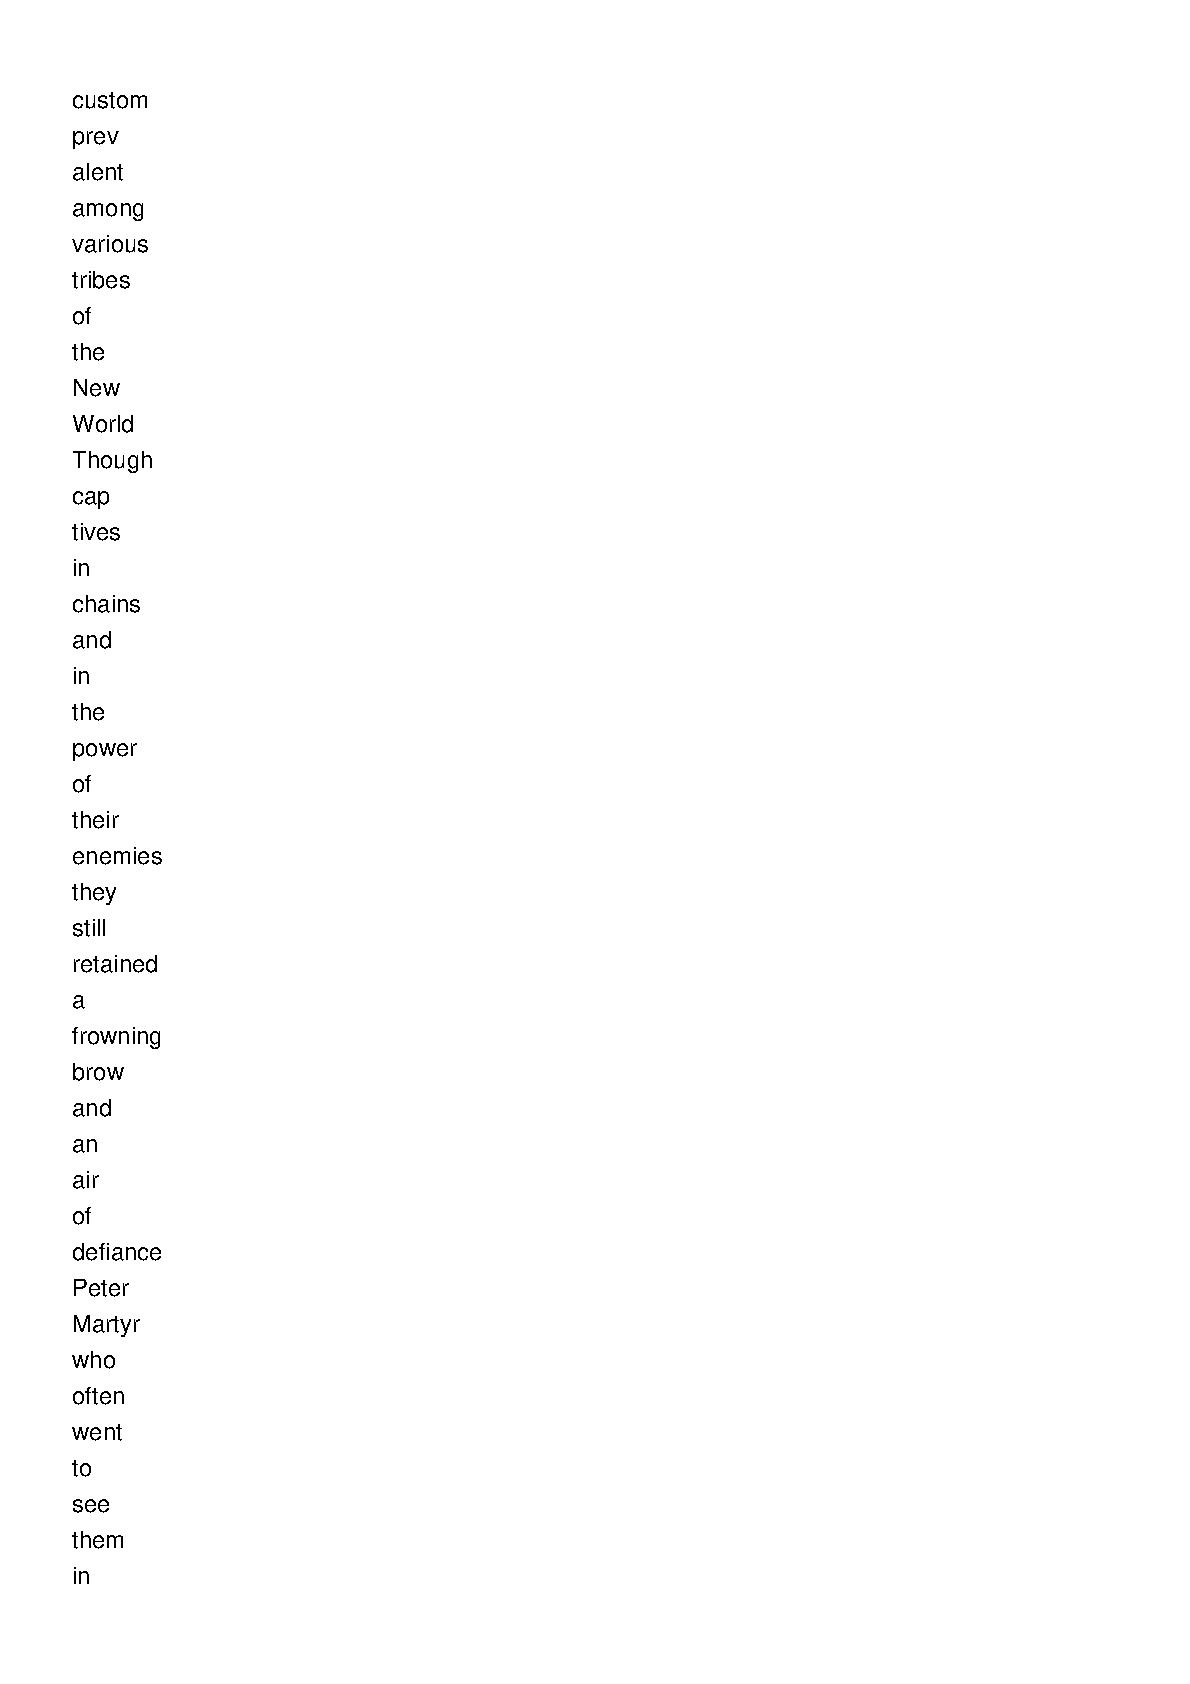 custom
prev
alent
among
various
tribes
of
the
New
World
Though
cap
tives
in
chains
and
in
the
power
of
their
enemies
they
still
retained
a
frowning
brow
and
an
air
of
defiance
Peter
Martyr
who
often
went
to
see
them
in